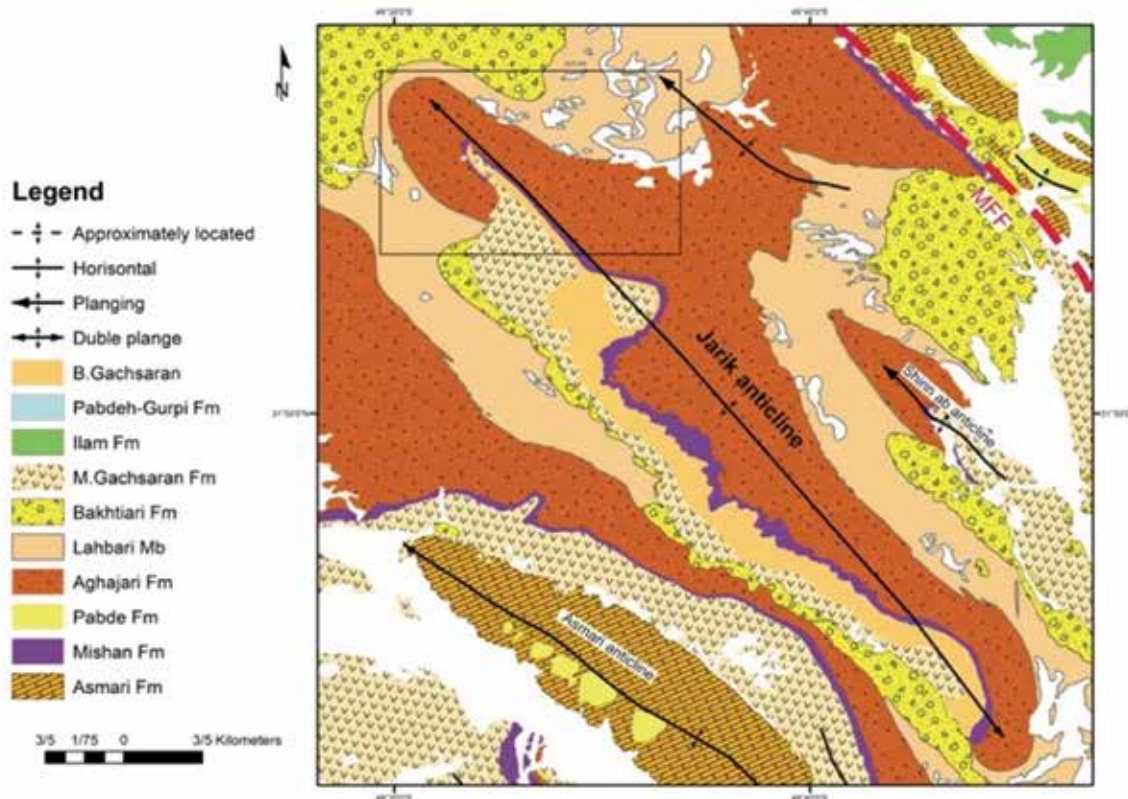 N
Legend
Approximately located
Horisontal
Planging
Duble plange
B.Gachsaran
Pabdeh-Gurpi Fm
Ilam Fm
M.Gachsaran Fm
Bakhtiari Fm
Lahbari Mb
Aghajari Fm
Pabde Fm
Mishan Fm
Asmari Fm
3/5 1/75 0 3/5 Kilometers
MFF
Jarik anticline
Shirin ab anticline
Asmari anticline